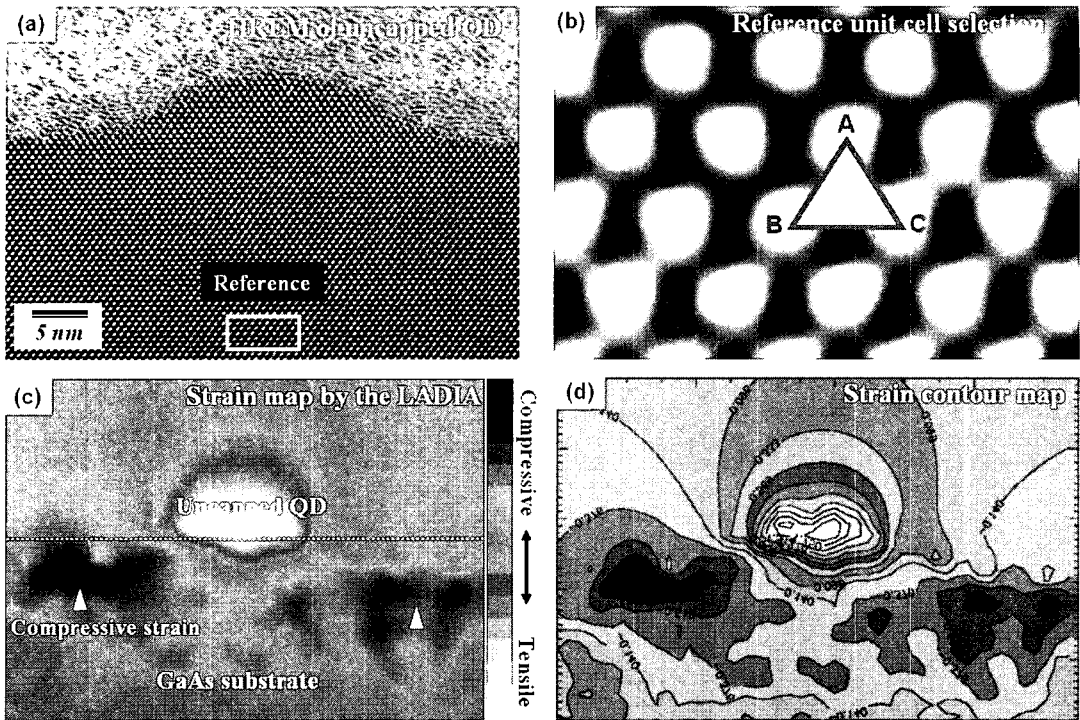 (a)
HREM of uncapped QD
Reference
5 nm
(b)
Reference unit cell selection
A
B
C
(c)
Strain map by the LADIA
Uncapped QD
Compressive strain
GaAs substrate
Compressive
Tensile
(d)
Strain contour map